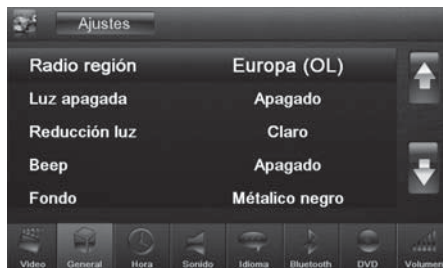 Ajustes
Radio región Europa (OL)
Luz apagada Apagado
Reducción luz Claro
Beep Apagado
Fondo Métalico negro
Video General Hora Sonido Idioma Bluetooth DVD Volumen